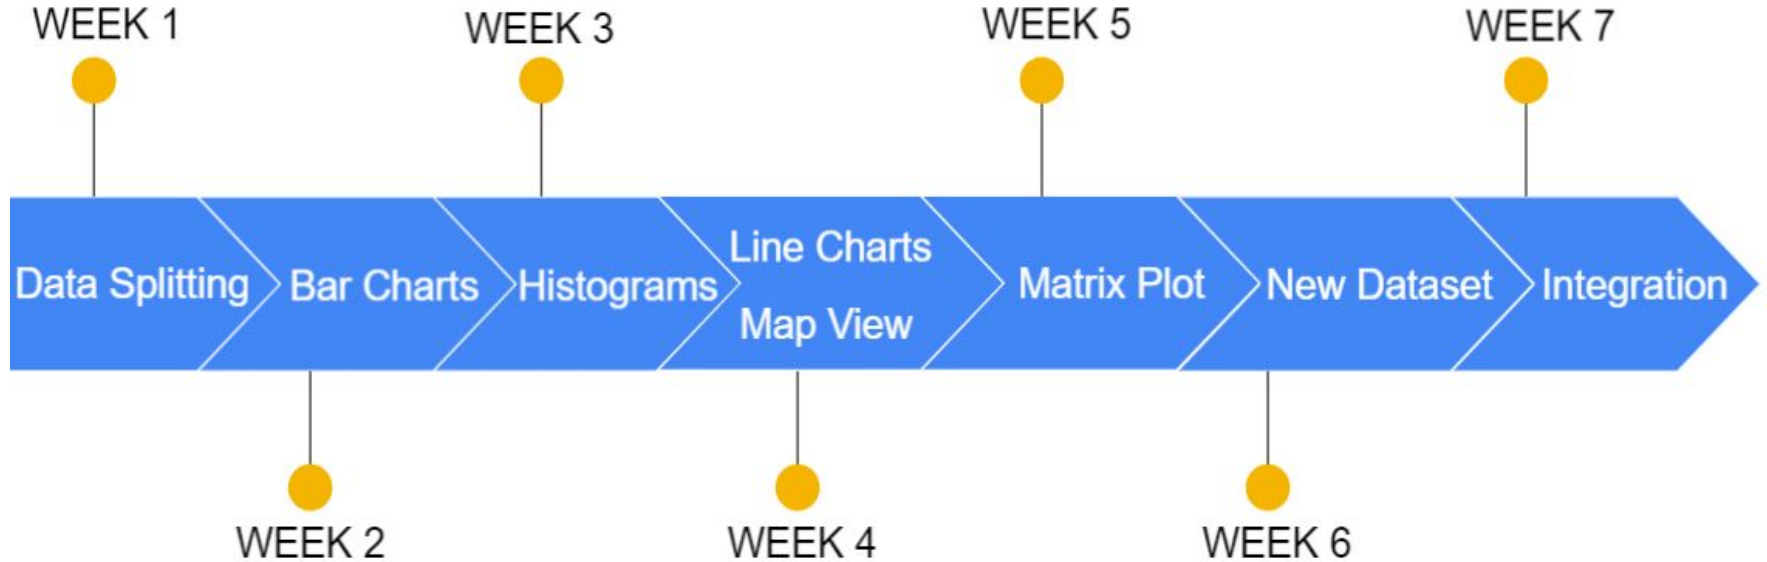 WEEK 1
WEEK 3
WEEK 5
WEEK 7
Data Splitting
Bar Charts
Histograms
Line Charts
Map View
Matrix Plot
New Dataset
Integration
WEEK 2
WEEK 4
WEEK 6